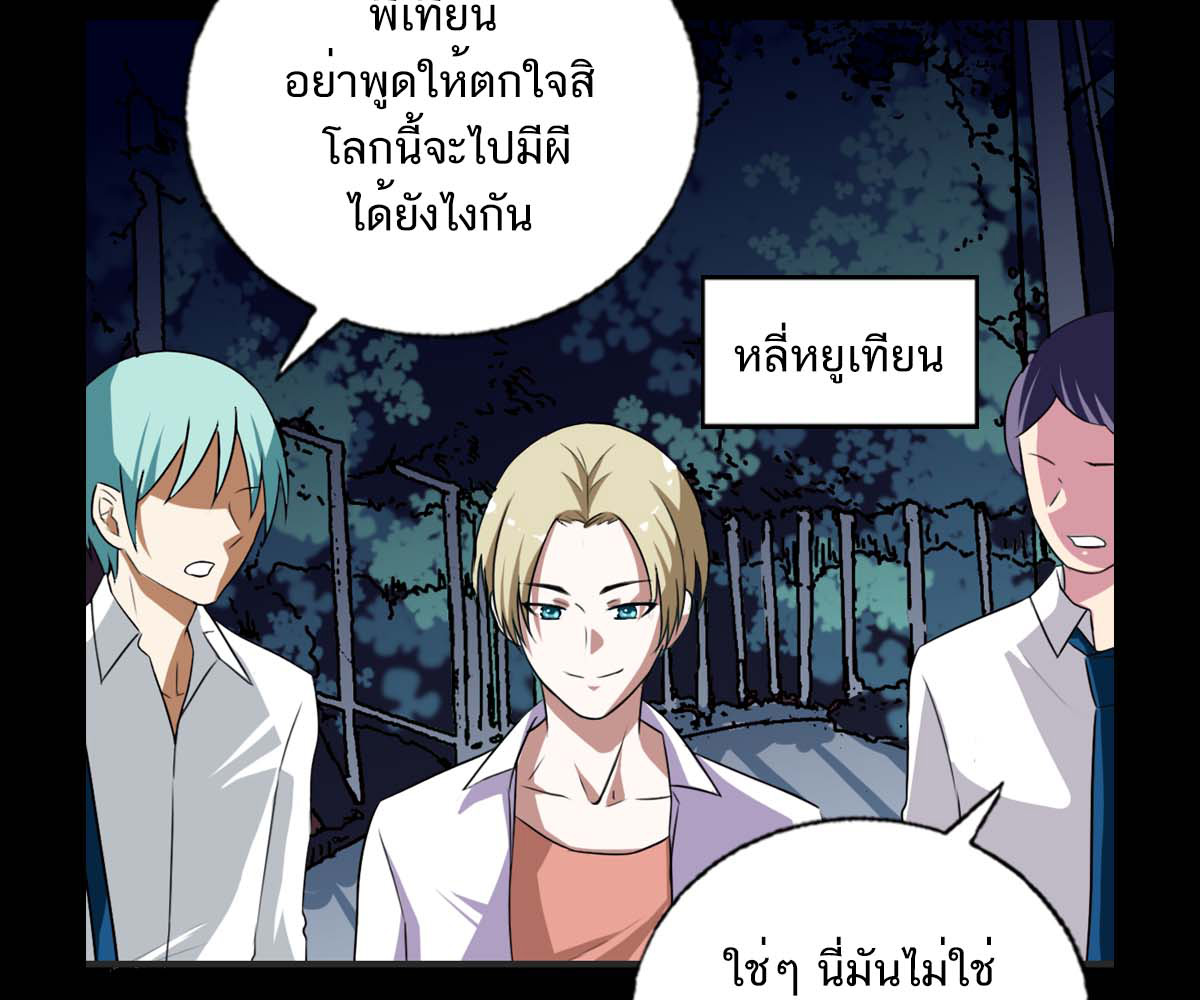 พี่เทียน
อย่าพูดให้ตกใจสิ
โลกนี้จะไปมีผี
ได้ยังไงกัน
หลี่หยูเทียน
ใช่ๆ นี่มันไม่ใช่